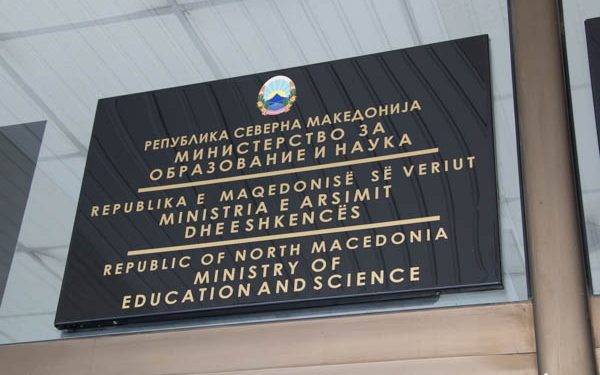 РЕПУБЛИКА СЕВЕРНА МАКЕДОНИЈА
МИНИСТЕРСТВО ЗА
ОБРАЗОВАНИЕ И НАУКА
REPUBLIKA E MAQEDONISË SË VERIUT
MINISTRIA E ARSIMIT
DHE ESHKENCËS
REPUBLIC OF NORTH MACEDONIA
MINISTRY OF
EDUCATION AND SCIENCE